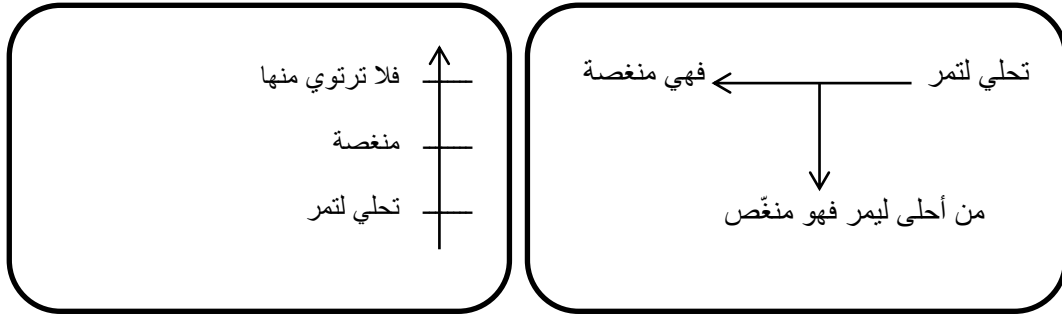 تحلي لتمر فهي منغصة
من أحلى ليمر فهو منغّص
فلا ترتوي منها
منغصة
تحلي لتمر